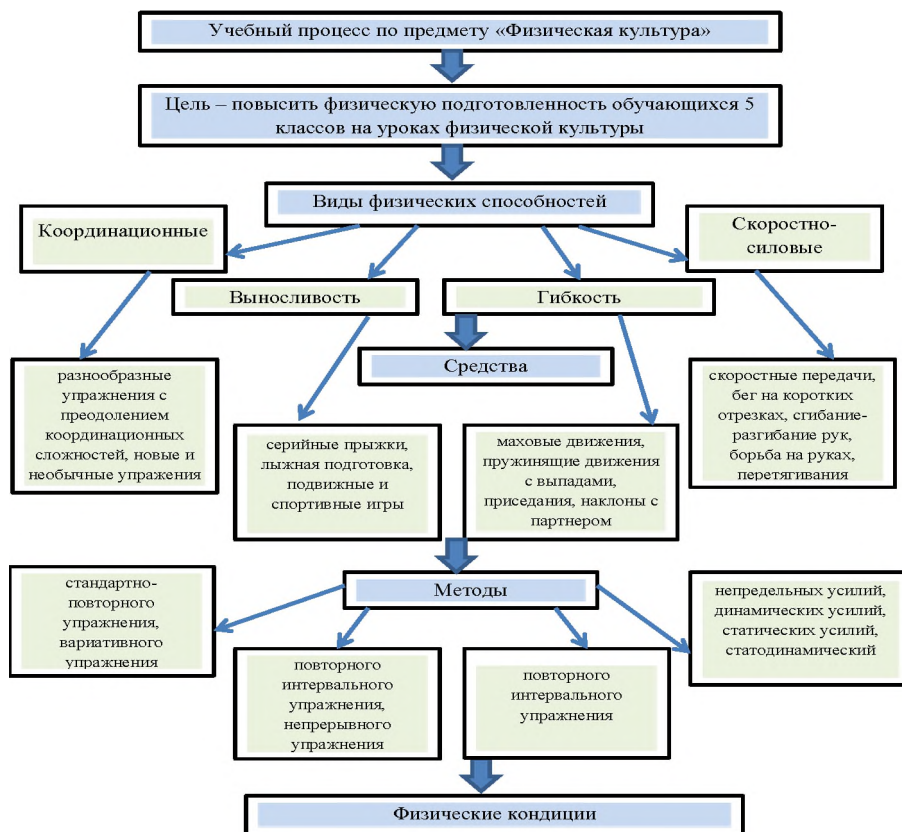 Учебный процесс по предмету «Физическая культура»
Цель – повысить физическую подготовленность обучающихся 5
классов на уроках физической культуры
Виды физических способностей
Координационные
Скоростно-
силовые
Выносливость
Гибкость
Средства
разнообразные
упражнения с
преодолением
координационных
сложностей, новые и
необычные упражения
серийные прыжки,
лыжная подготовка,
подвижные и
спортивные игры
маховые движения,
пружинящие движения
с выпадами,
приседания, наклоны с
партнером
скоростные передачи,
бег на коротких
отрезках, сгибание-
разгибание рук,
борьба на руках,
перетягивания
Методы
стандартно-
повторного
упражнения,
вариативного
упражнения
повторного
интервального
упражнения,
непрерывного
упражнения
повторного
интервального
упражнения
непредельных усилий,
динамических усилий,
статических усилий,
статодинамический
Физические кондиции